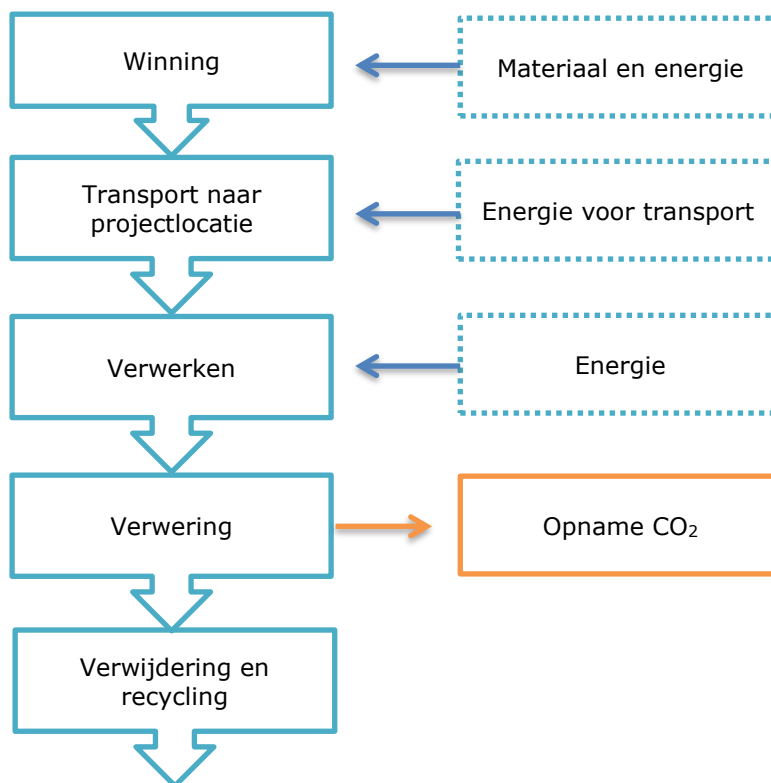 Winning
Materiaal en energie
Transport naar
projectlocatie
Energie voor transport
Verwerken
Energie
Verwering
Opname CO₂
Verwijdering en
recycling